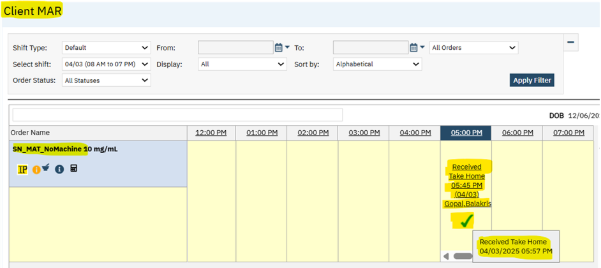 Client MAR
Shift Type: Default From: To: All Orders
Select shift: 04/03 (08 AM to 07 PM) Display: All Sort by: Alphabetical
Order Status: All Statuses Apply Filter
DOB 12/06/20
Order Name 12:00 PM 01:00 PM 02:00 PM 03:00 PM 04:00 PM 05:00 PM 06:00 PM 07:00 PM
SN_MAT_NoMachine 10 mg/mL
IP
Received
Take Home
05:45 PM
(04/03)
Gopal,Balakris
Received Take Home
04/03/2025 05:57 PM